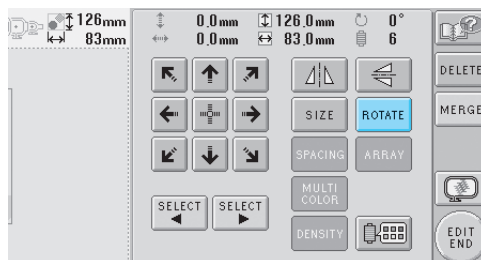 126mm 0.0mm 126.0mm 0°
83mm 0.0mm 83.0mm 6
DELETE
SIZE ROTATE MERGE
SPACING ARRAY
MULTI
COLOR
SELECT SELECT
DENSITY
EDIT
END